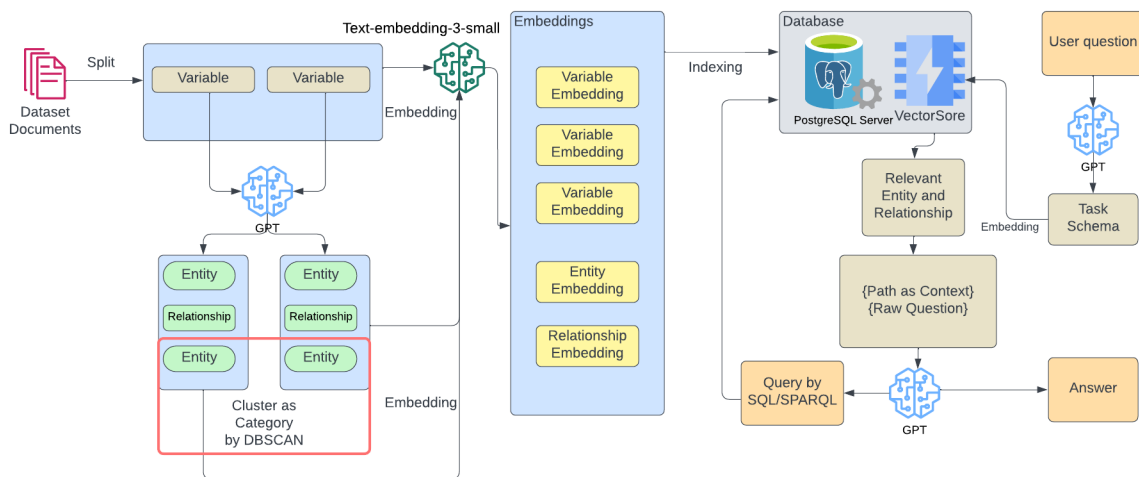 Text-embedding-3-small
Split
Dataset
Documents
Variable
Variable
Embedding
GPT
Entity
Relationship
Entity
Entity
Relationship
Entity
Cluster as
Category
by DBSCAN
Embedding
Embeddings
Variable
Embedding
Variable
Embedding
Variable
Embedding
Entity
Embedding
Relationship
Embedding
Indexing
Database
PostgreSQL Server
VectorSore
Relevant
Entity and
Relationship
{Path as Context}
{Raw Question}
Query by
SQL/SPARQL
GPT
Answer
User question
GPT
Task
Schema
Embedding